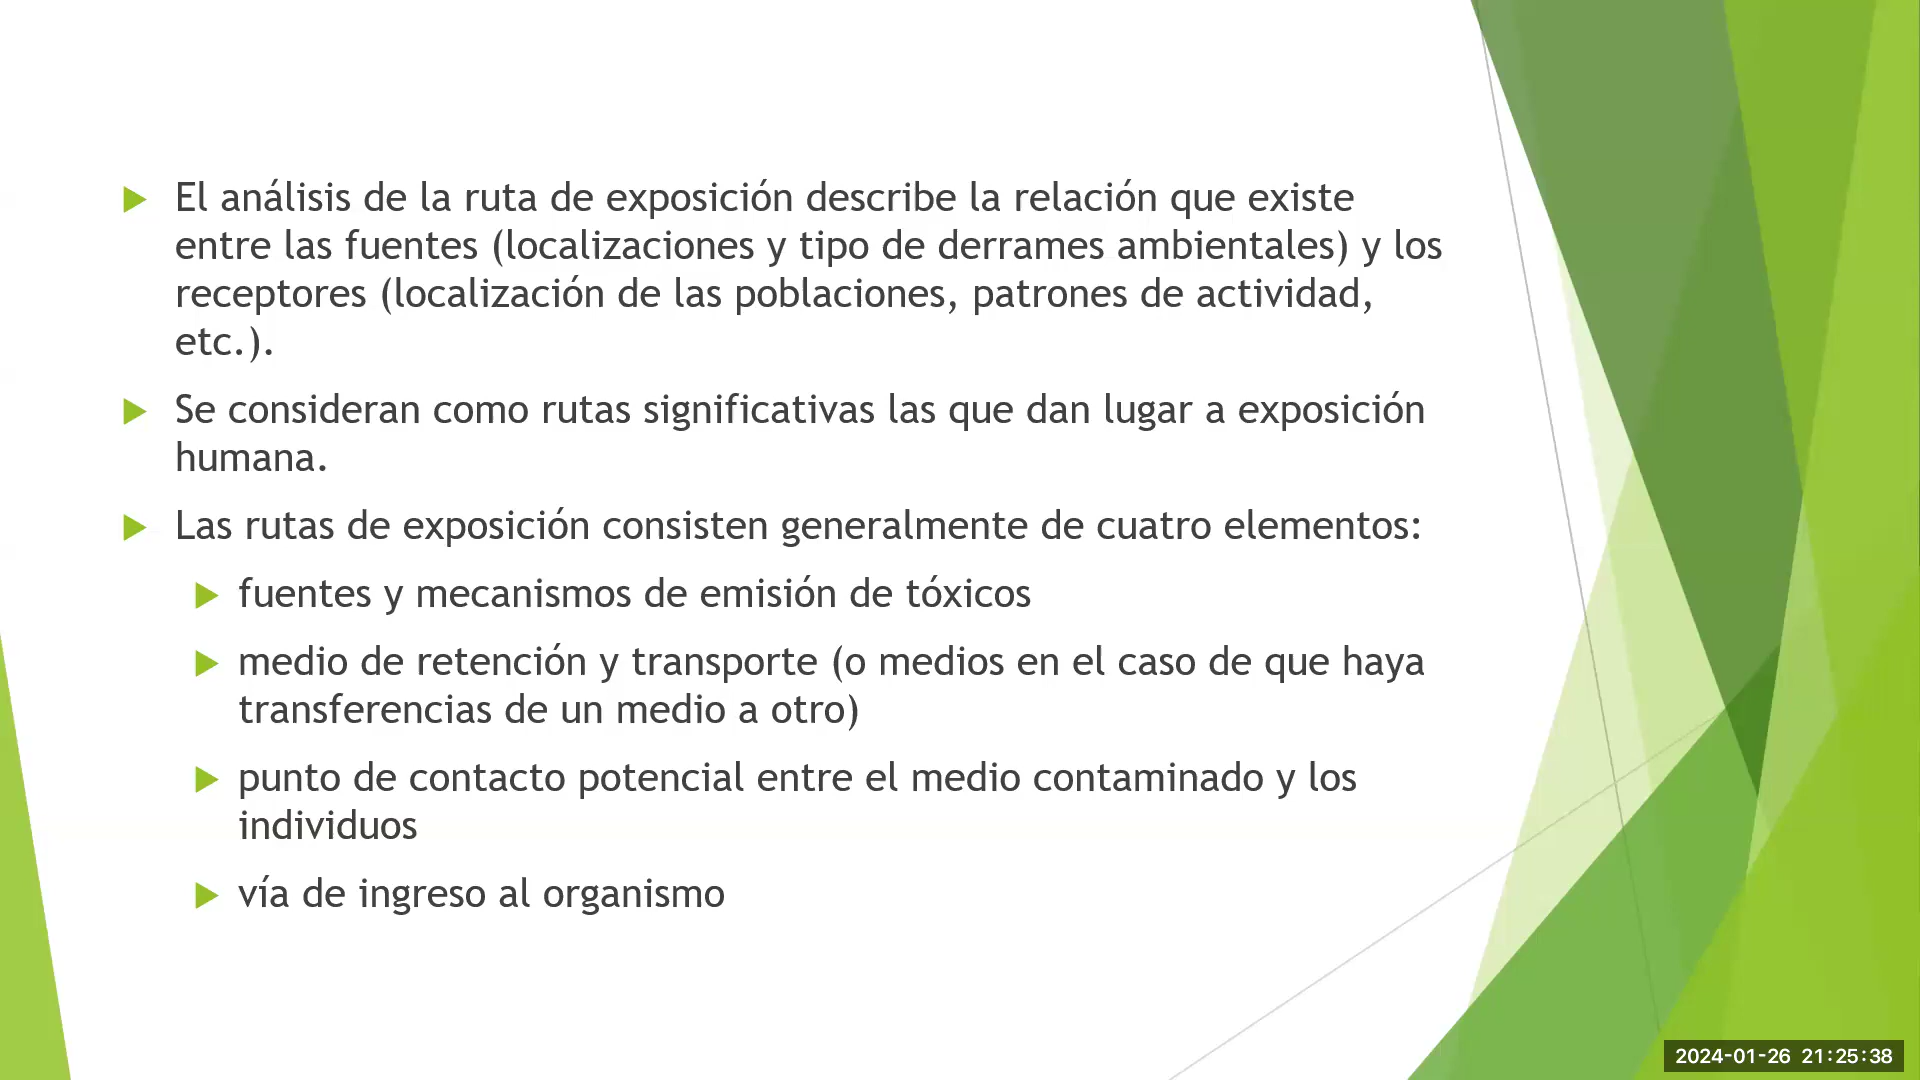 El análisis de la ruta de exposición describe la relación que existe
entre las fuentes (localizaciones y tipo de derrames ambientales) y los
receptores (localización de las poblaciones, patrones de actividad,
etc.).
Se consideran como rutas significativas las que dan lugar a exposición
humana.
Las rutas de exposición consisten generalmente de cuatro elementos:
fuentes y mecanismos de emisión de tóxicos
medio de retención y transporte (o medios en el caso de que haya
transferencias de un medio a otro)
punto de contacto potencial entre el medio contaminado y los
individuos
vía de ingreso al organismo
2024-01-26 21:25:38